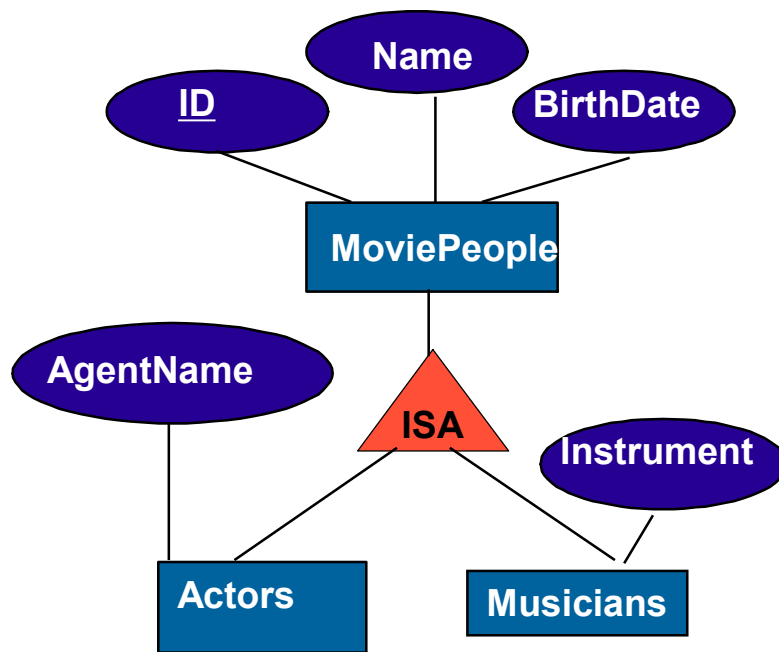 Name
ID
BirthDate
MoviePeople
AgentName
ISA
Instrument
Actors
Musicians